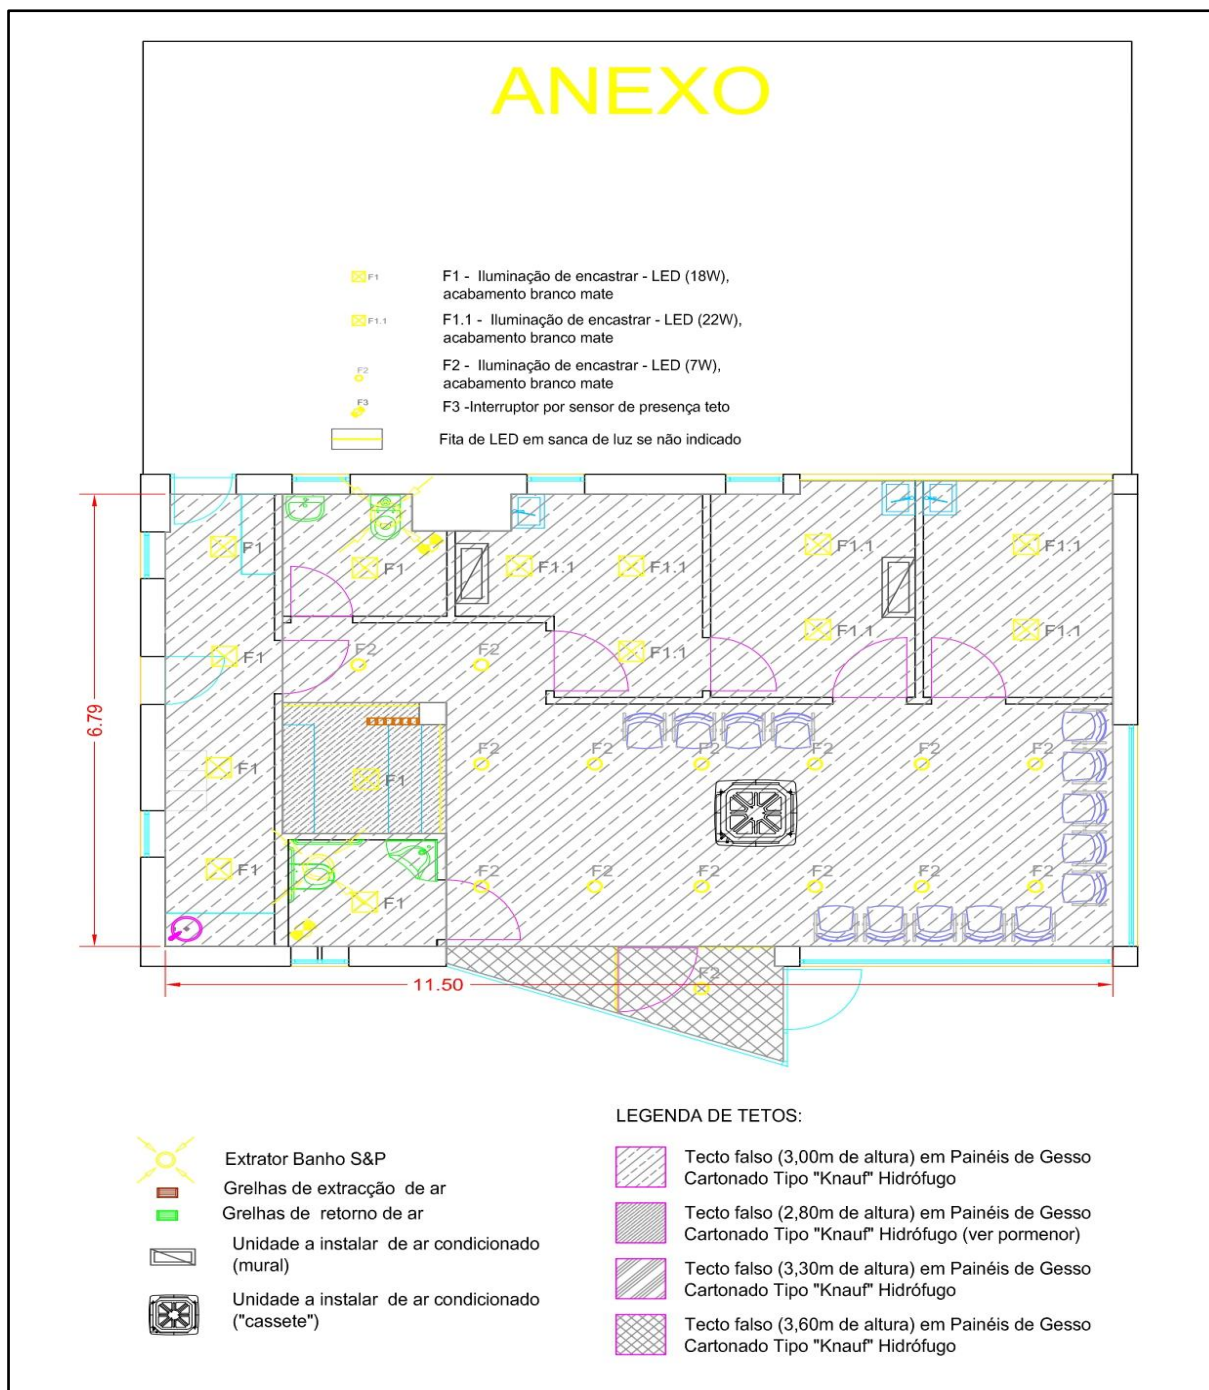 ANEXO
F1
F1 - Iluminação de encastrar - LED (18W),
acabamento branco mate
F1.1
F1.1 - Iluminação de encastrar - LED (22W),
acabamento branco mate
F2
F2 - Iluminação de encastrar - LED (7W),
acabamento branco mate
F3
F3 -Interruptor por sensor de presença teto
Fita de LED em sanca de luz se não indicado
F1
F1
F1.1
F1.1
F1.1
F1.1
F1
F2
F2
F1.1
F1.1
F1.1
6.79
F1
F1
F2
F2
F2
F2
F2
F2
F1
F1
F2
F2
F2
F2
F2
F2
F2
11.50
LEGENDA DE TETOS:
Extrator Banho S&P
Grelhas de extracção de ar
Grelhas de retorno de ar
Unidade a instalar de ar condicionado
(mural)
Unidade a instalar de ar condicionado
("cassete")
Tecto falso (3,00m de altura) em Painéis de Gesso
Cartonado Tipo "Knauf" Hidrófugo
Tecto falso (2,80m de altura) em Painéis de Gesso
Cartonado Tipo "Knauf" Hidrófugo (ver pormenor)
Tecto falso (3,30m de altura) em Painéis de Gesso
Cartonado Tipo "Knauf" Hidrófugo
Tecto falso (3,60m de altura) em Painéis de Gesso
Cartonado Tipo "Knauf" Hidrófugo